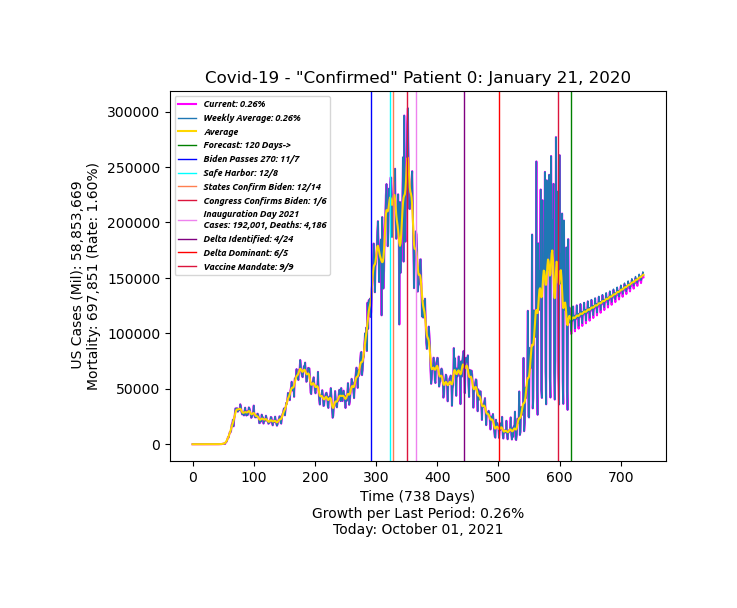 Covid-19 - "Confirmed" Patient 0: January 21, 2020
US Cases (Mil): 58,853,669
Mortality: 697,851 (Rate: 1.60%)
300000
250000
200000
150000
100000
50000
0
Current: 0.26%
Weekly Average: 0.26%
Average
Forecast: 120 Days->
Biden Passes 270: 11/7
Safe Harbor: 12/8
States Confirm Biden: 12/14
Congress Confirms Biden: 1/6
Inauguration Day 2021
Cases: 192,001, Deaths: 4,186
Delta Identified: 4/24
Delta Dominant: 6/5
Vaccine Mandate: 9/9
0 100 200 300 400 500 600 700
Time (738 Days)
Growth per Last Period: 0.26%
Today: October 01, 2021